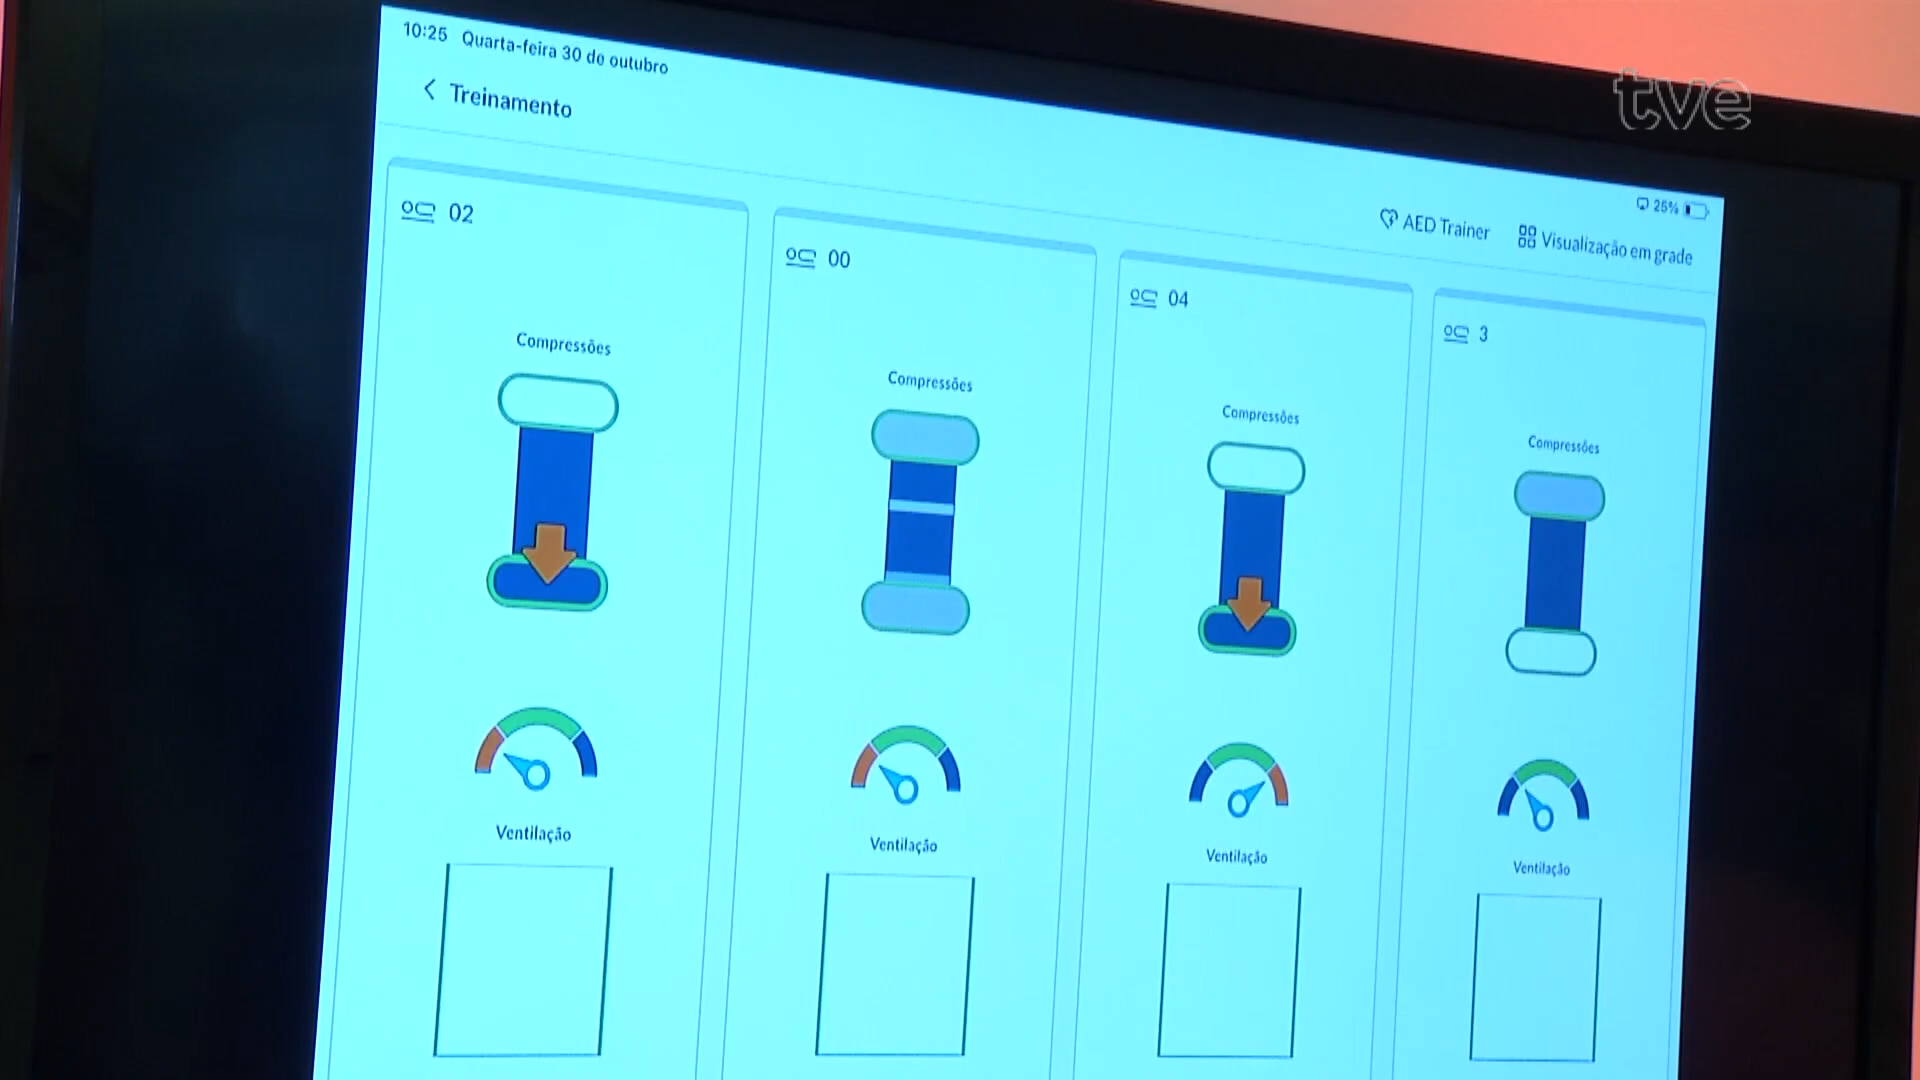 10:25 Quarta-feira 30 de outubro
25%
Treinamento
AED Trainer
Visualização em grade
02
00
04
3
Compressões
Compressões
Compressões
Compressões
Ventilação
Ventilação
Ventilação
Ventilação
tve